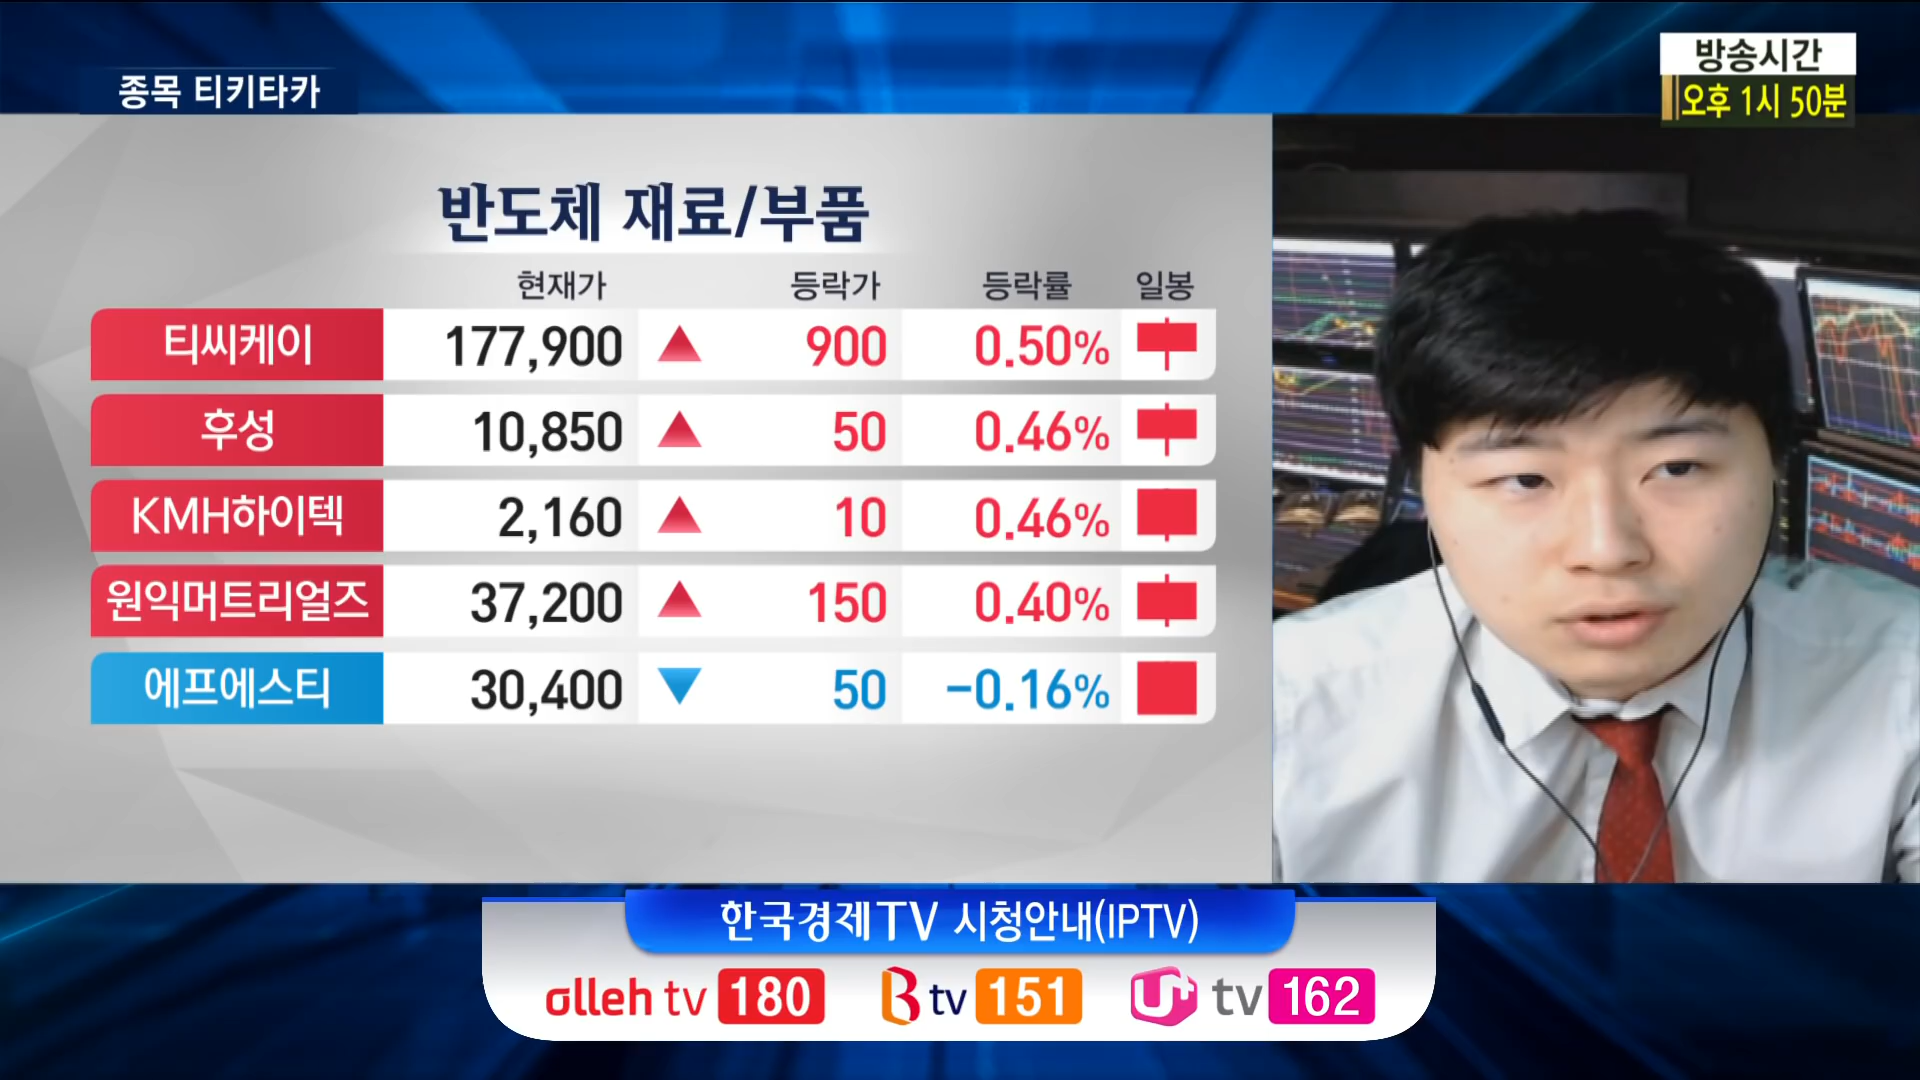 종목 티키타카
방송시간
오후 1시 50분
반도체 재료/부품
현재가 등락가 등락률 일봉
티씨케이 177,900 ▲ 900 0.50%
후성 10,850 ▲ 50 0.46%
KMH하이텍 2,160 ▲ 10 0.46%
원익머트리얼즈 37,200 ▲ 150 0.40%
에프에스티 30,400 ▼ 50 -0.16%
한국경제TV 시청안내(IPTV)
olleh tv 180 B tv 151 U+ tv 162